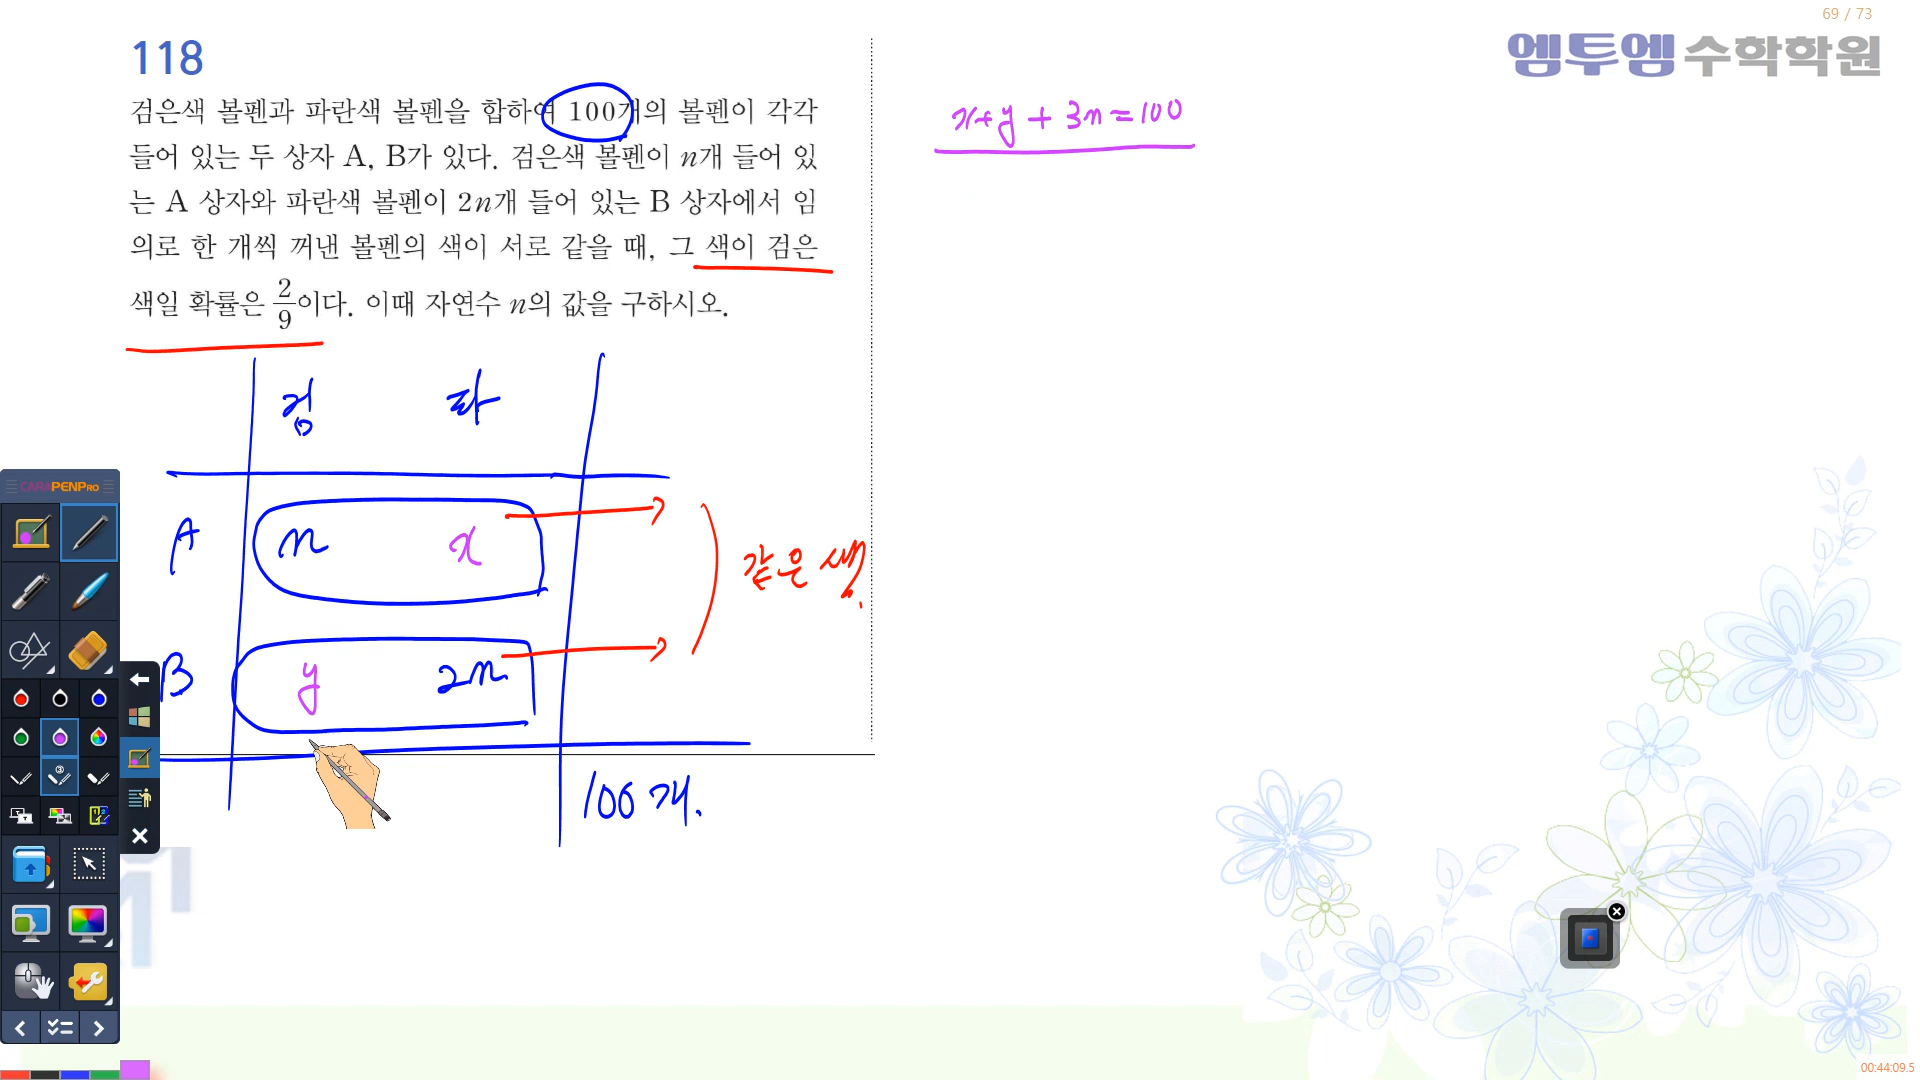 69 / 73
엠투엠 수학학원
118
검은색 볼펜과 파란색 볼펜을 합하여 100개의 볼펜이 각각
들어 있는 두 상자 A, B가 있다. 검은색 볼펜이 n개 들어 있
는 A 상자와 파란색 볼펜이 2n개 들어 있는 B 상자에서 임
의로 한 개씩 꺼낸 볼펜의 색이 서로 같을 때, 그 색이 검은
색일 확률은 2/9이다. 이때 자연수 n의 값을 구하시오.
x+y+3n=100
검 파
A n x
같은 색.
B y 2n
100개.
CARAPENPRO
00:44:09.5